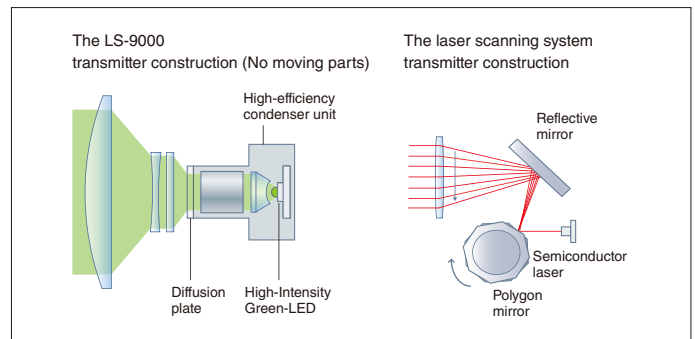 The LS-9000
transmitter construction (No moving parts)
High-efficiency
condenser unit
Diffusion
plate
High-Intensity
Green-LED
The laser scanning system
transmitter construction
Reflective
mirror
Semiconductor
laser
Polygon
mirror